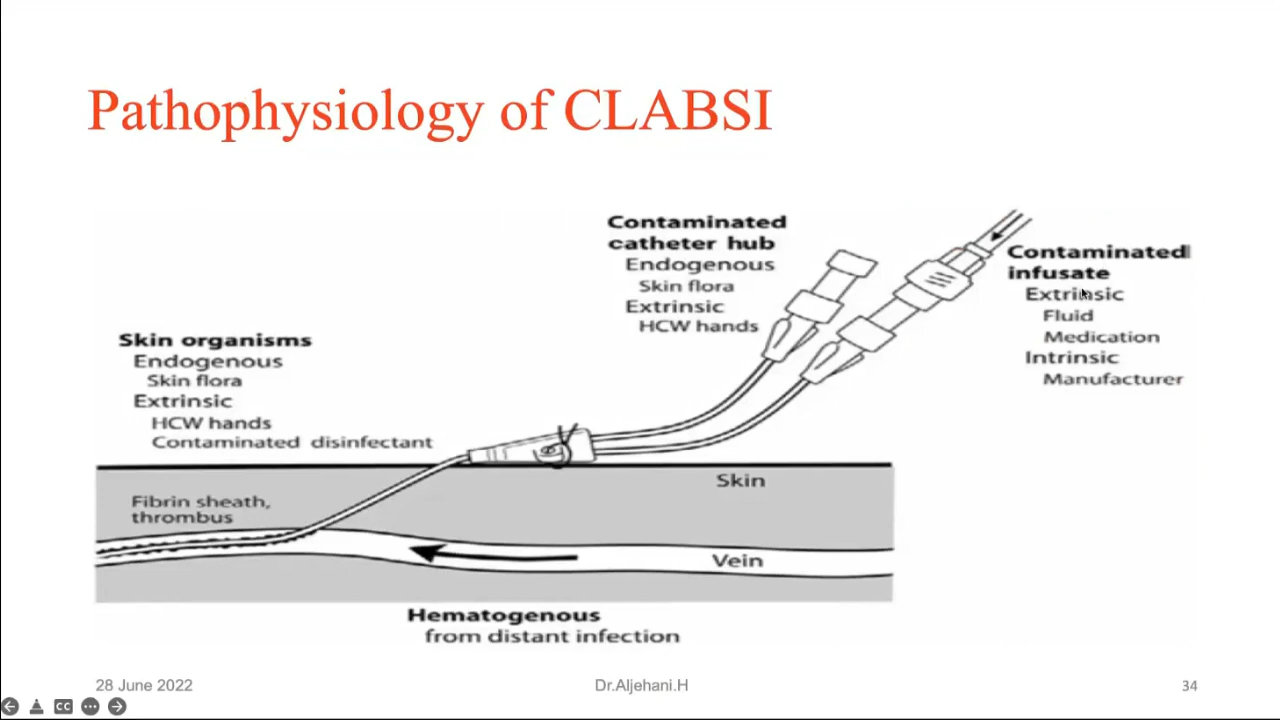 Pathophysiology of CLABSI
Contaminated
catheter hub
Endogenous
Skin flora
Extrinsic
HCW hands
Contaminated
infusate
Extrinsic
Fluid
Medication
Intrinsic
Manufacturer
Skin organisms
Endogenous
Skin flora
Extrinsic
HCW hands
Contaminated disinfectant
Skin
Fibrin sheath,
thrombus
Vein
Hematogenous
from distant infection
28 June 2022
Dr.Aljehani.H
34
CC